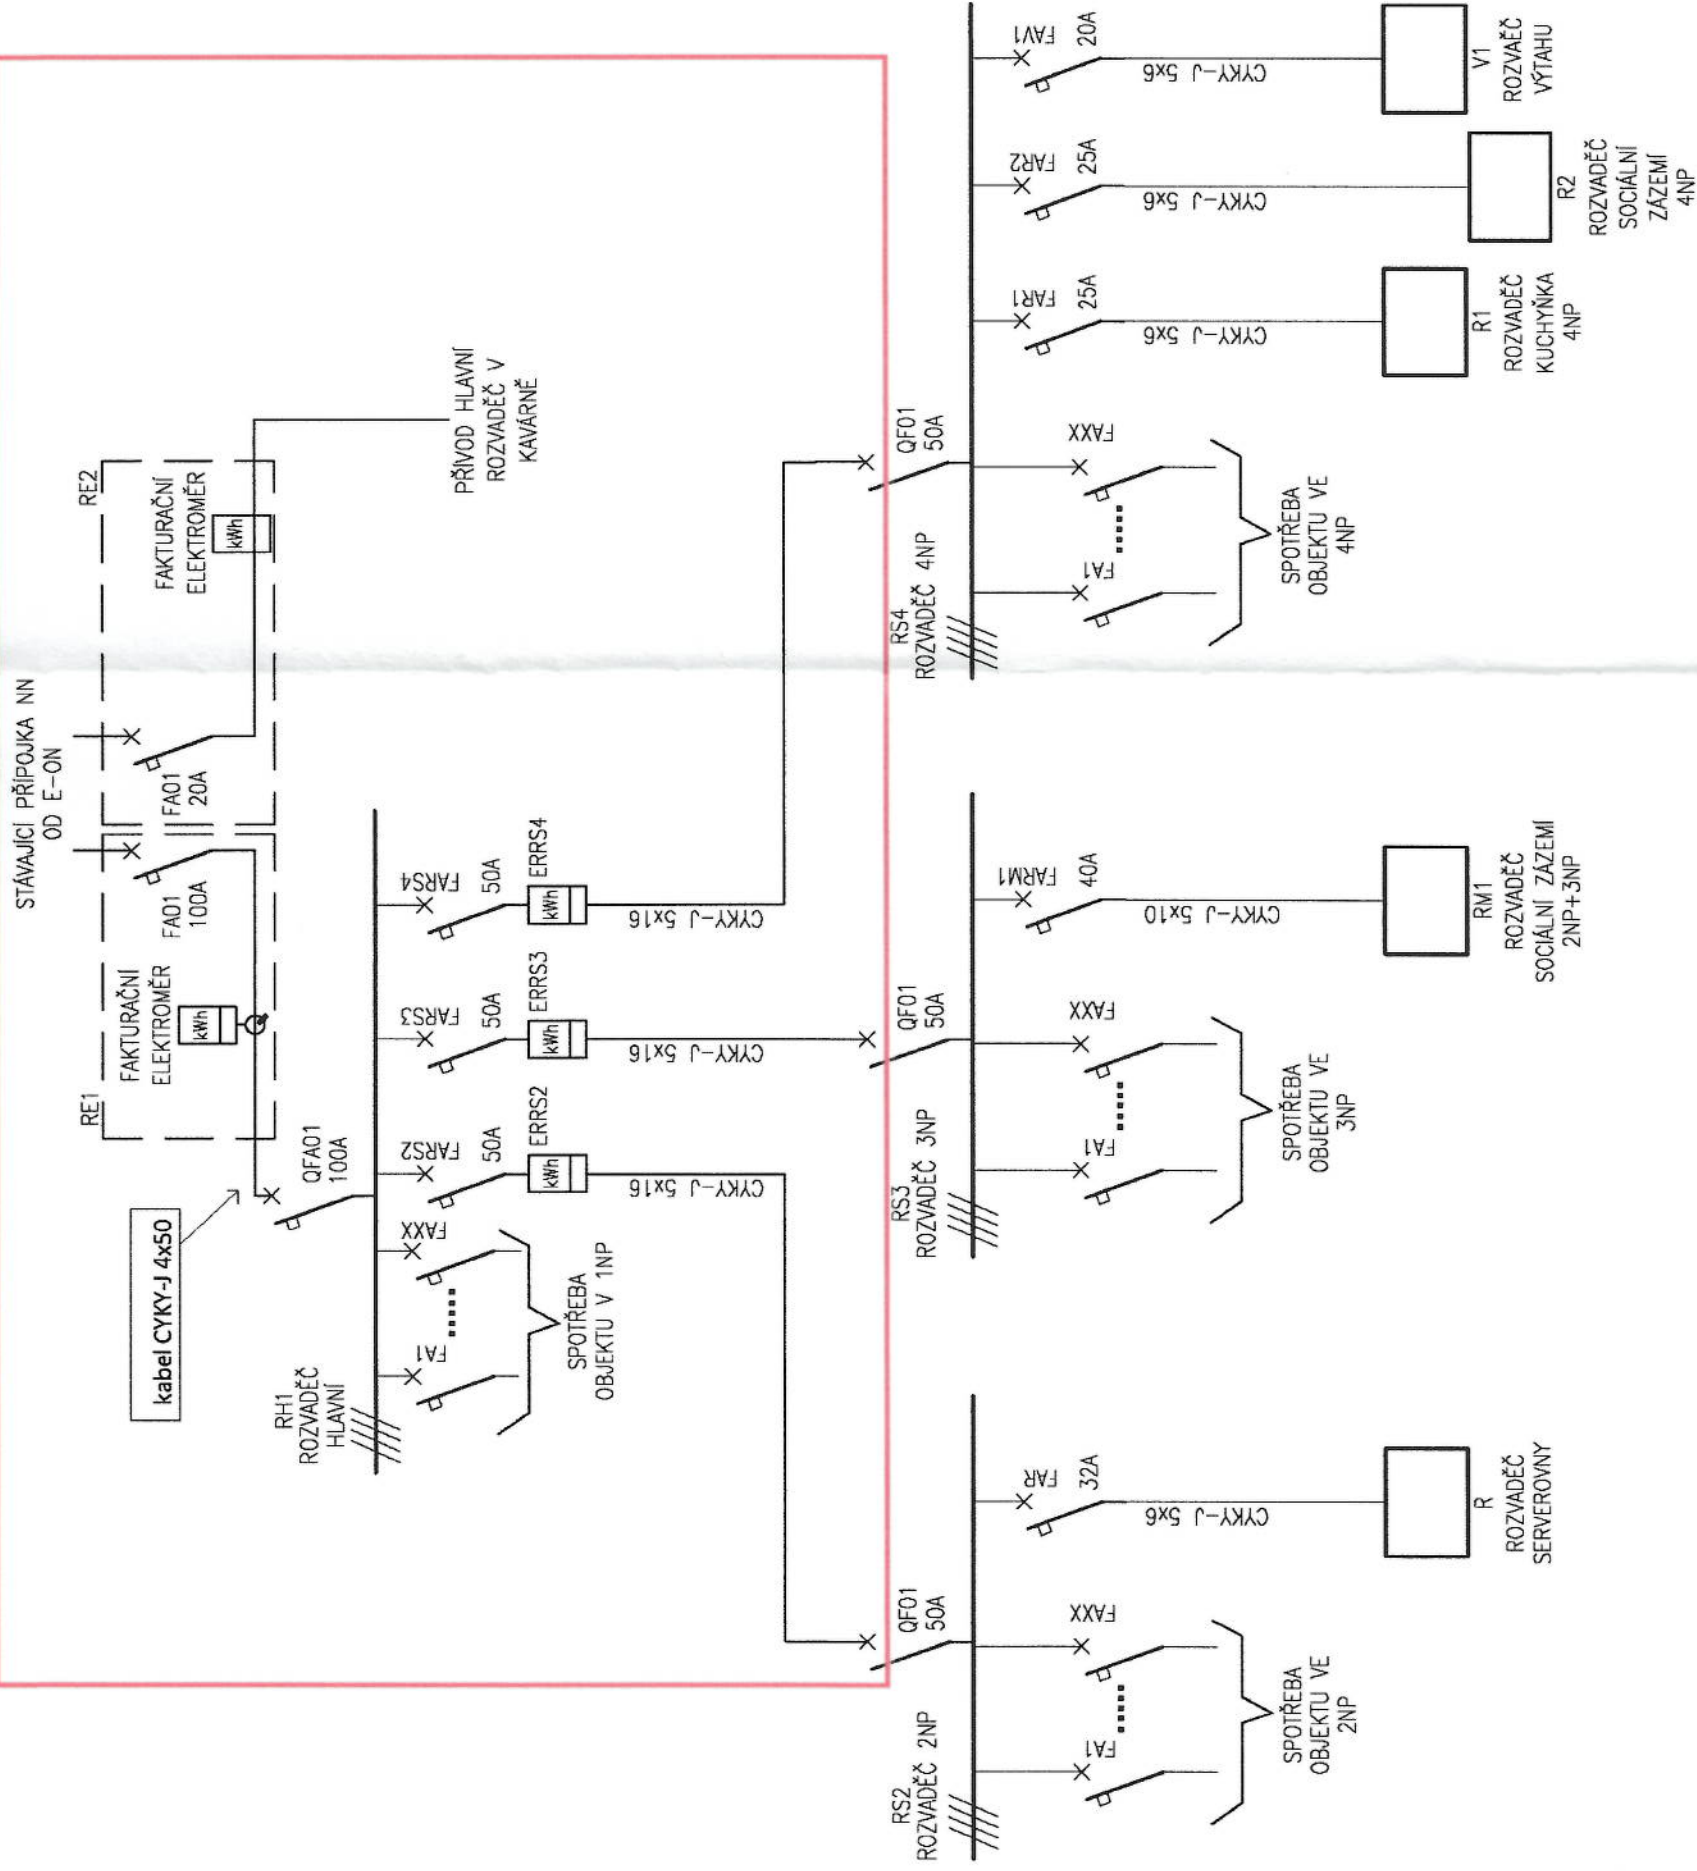 STÁVAJÍCÍ PŘÍPOJKA NN
OD E-ON
RE1
FAKTURAČNÍ
ELEKTROMĚR
kWh
FA01
100A
RE2
FA01
20A
FAKTURAČNÍ
ELEKTROMĚR
kWh
PŘÍVOD HLAVNÍ
ROZVADĚČ V
KAVÁRNĚ
kabel CYKY-J 4x50
QFA01
100A
RH1
ROZVADĚČ
HLAVNÍ
FA1
FAXX
SPOTŘEBA
OBJEKTU V 1NP
FARS2
50A
ERRS2
kWh
CYKY-J 5x16
FARS3
50A
ERRS3
kWh
CYKY-J 5x16
FARS4
50A
ERRS4
kWh
CYKY-J 5x16
RS2
ROZVADĚČ 2NP
QF01
50A
FA1
FAXX
SPOTŘEBA
OBJEKTU VE
2NP
FAR
32A
CYKY-J 5x6
R
ROZVADĚČ
SERVEROVNY
RS3
ROZVADĚČ 3NP
QF01
50A
FA1
FAXX
SPOTŘEBA
OBJEKTU VE
3NP
FARM1
40A
CYKY-J 5x10
RM1
ROZVADĚČ
SOCIÁLNÍ ZÁZEMÍ
2NP+3NP
RS4
ROZVADĚČ 4NP
QF01
50A
FA1
FAXX
SPOTŘEBA
OBJEKTU VE
4NP
FAR1
25A
CYKY-J 5x6
R1
ROZVADĚČ
KUCHYŇKA
4NP
FAR2
25A
CYKY-J 5x6
R2
ROZVADĚČ
SOCIÁLNÍ
ZÁZEMÍ
4NP
FAV1
20A
CYKY-J 5x6
V1
ROZVAEČ
VÝTAHU